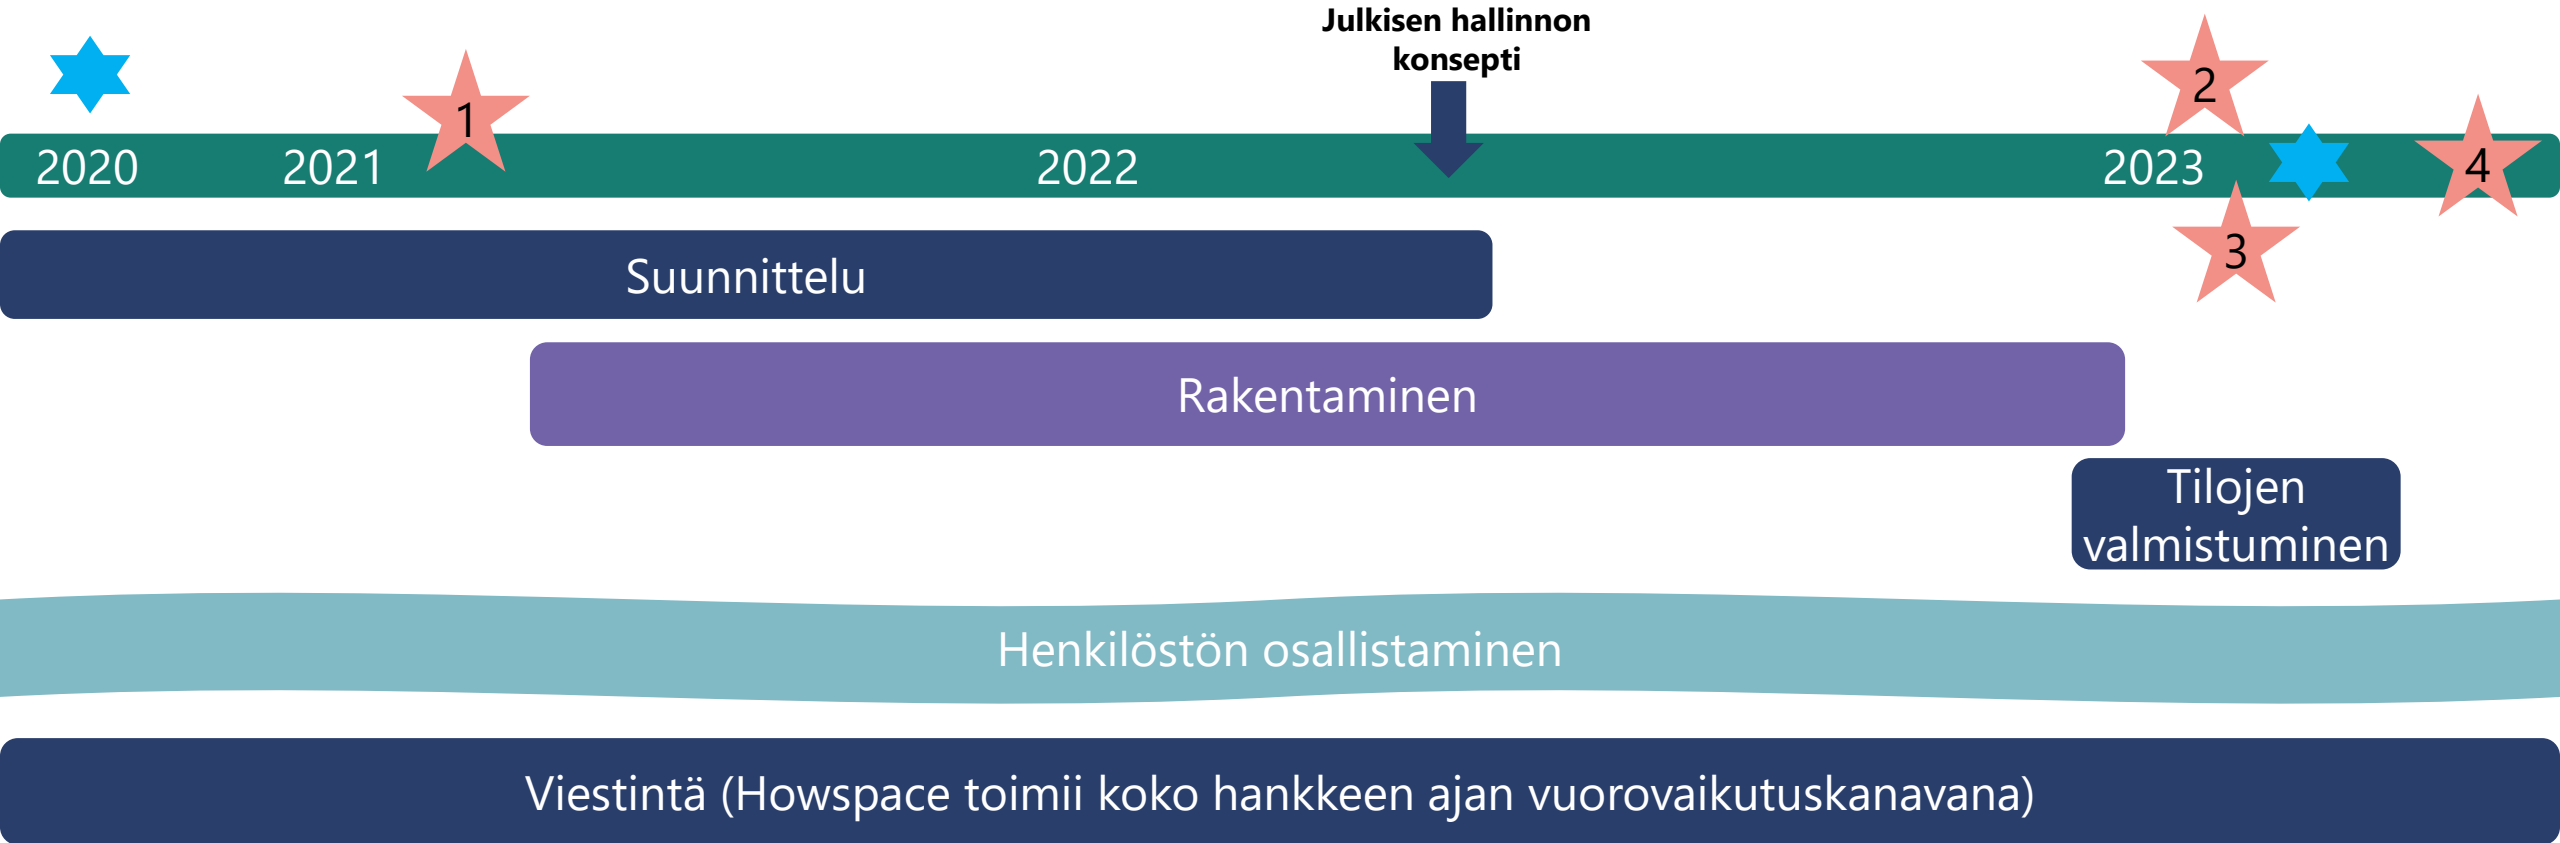 Julkisen hallinnon
konsepti
1
2
2020
2021
2022
2023
4
3
Suunnittelu
Rakentaminen
Tilojen
valmistuminen
Henkilöstön osallistaminen
Viestintä (Howspace toimii koko hankkeen ajan vuorovaikutuskanavana)